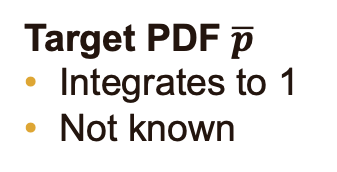 Target PDF p̅
• Integrates to 1
• Not known